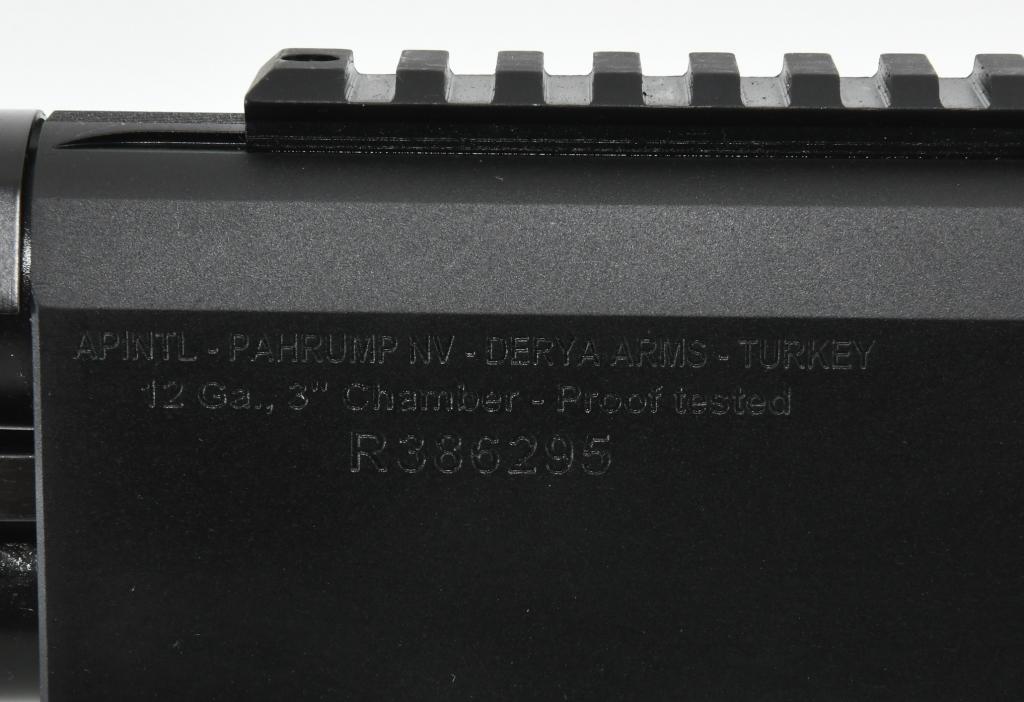 APINTL - PAHRUMP NV - DERYA ARMS - TURKEY
12 Ga., 3" Chamber - Proof tested
R386295